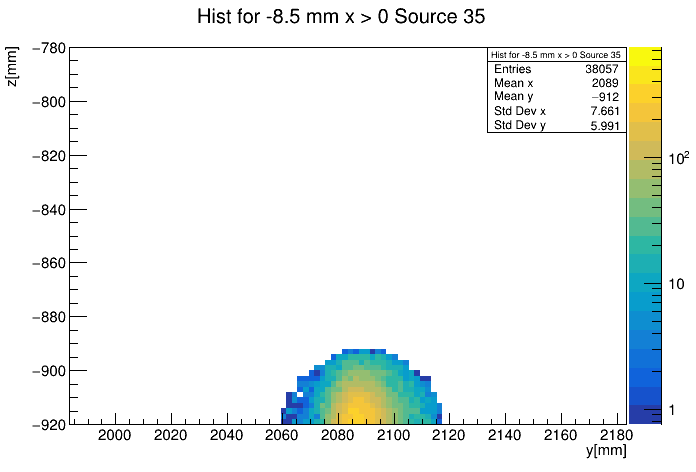 Hist for -8.5 mm x > 0 Source 35
z[mm]
−780
−800
−820
−840
−860
−880
−900
−920
Hist for -8.5 mm x > 0 Source 35
Entries 38057
Mean x 2089
Mean y −912
Std Dev x 7.661
Std Dev y 5.991
10²
10
1
2000 2020 2040 2060 2080 2100 2120 2140 2160 2180
y[mm]